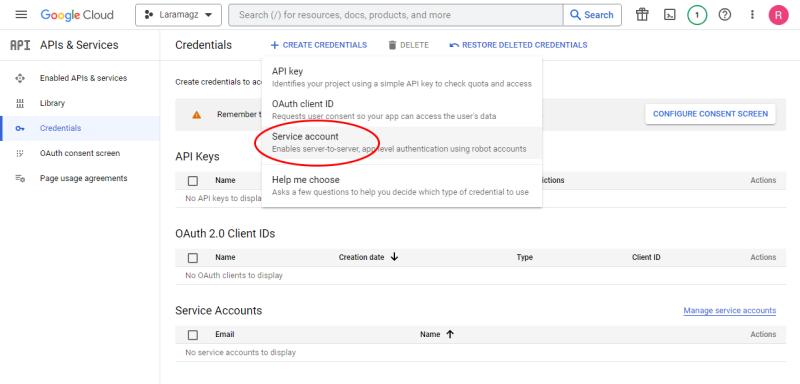 Google Cloud
Laramagz
Search (/) for resources, docs, products, and more
Search
1
R
API
APIs & Services
Credentials
CREATE CREDENTIALS
DELETE
RESTORE DELETED CREDENTIALS
Enabled APIs & services
Library
Credentials
OAuth consent screen
Page usage agreements
Create credentials to
API key
Identifies your project using a simple API key to check quota and access
OAuth client ID
Requests user consent so your app can access the user's data
Service account
Enables server-to-server, app-level authentication using robot accounts
Help me choose
Asks a few questions to help you decide which type of credential to use
Remember
CONFIGURE CONSENT SCREEN
API Keys
Name
Actions
No API keys to
OAuth 2.0 Client IDs
Name
Creation date
Type
Client ID
Actions
No OAuth clients to display
Service Accounts
Manage service accounts
Email
Name
Actions
No service accounts to display